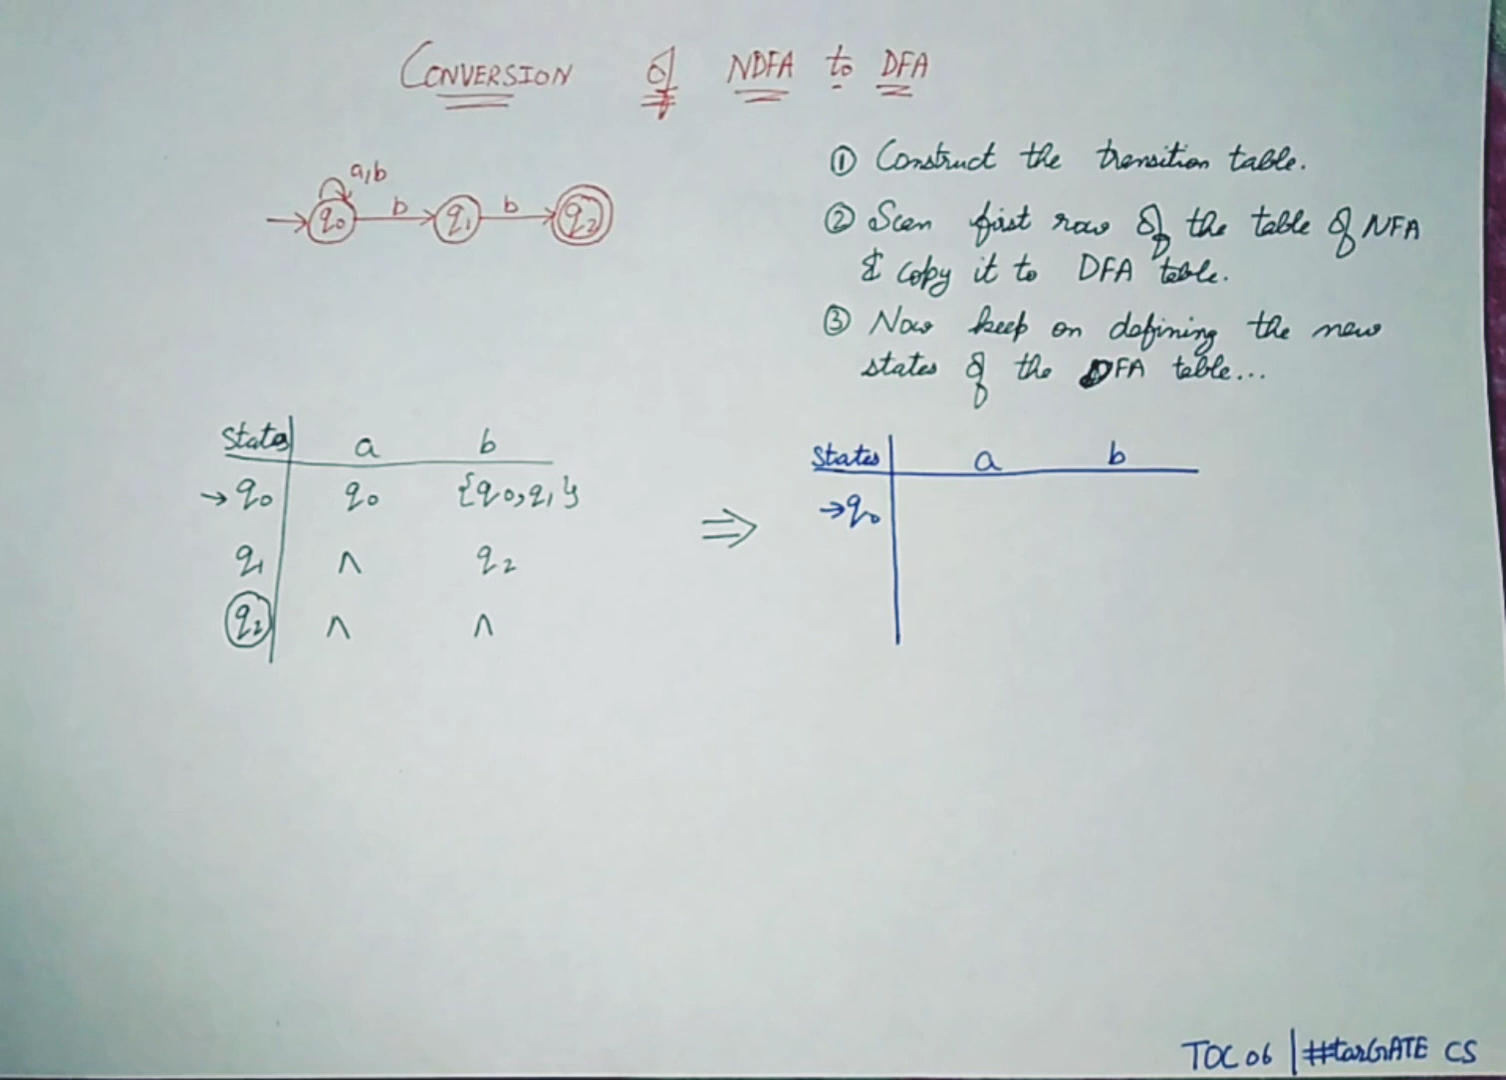 CONVERSION of NDFA to DFA
a,b
→ q0 b q1 b q2
① Construct the transition table.
② Scan first row of the table of NFA
& copy it to DFA table.
③ Now keep on defining the new
states of the DFA table...
States a b
→ q0 q0 {q0,q1}
q1 ∧ q2
q2 ∧ ∧
⇒
States a b
→ q0
TOC 06 | #tarGATE CS